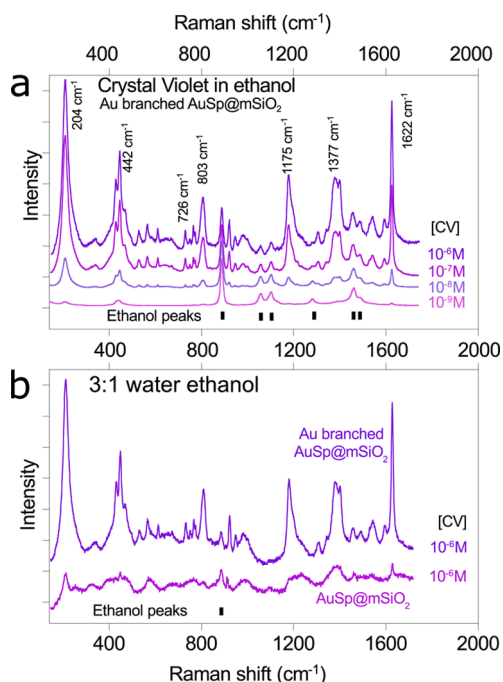 Raman shift (cm⁻¹)
400 800 1200 1600 2000
a
Crystal Violet in ethanol
Au branched AuSp@mSiO₂
204 cm⁻¹
442 cm⁻¹
726 cm⁻¹
803 cm⁻¹
1175 cm⁻¹
1377 cm⁻¹
1622 cm⁻¹
Intensity
[CV]
10⁻⁶M
10⁻⁷M
10⁻⁸M
10⁻⁹M
Ethanol peaks
400 800 1200 1600 2000
b
3:1 water ethanol
Au branched
AuSp@mSiO₂
Intensity
[CV]
10⁻⁶M
10⁻⁶M
AuSp@mSiO₂
Ethanol peaks
400 800 1200 1600 2000
Raman shift (cm⁻¹)